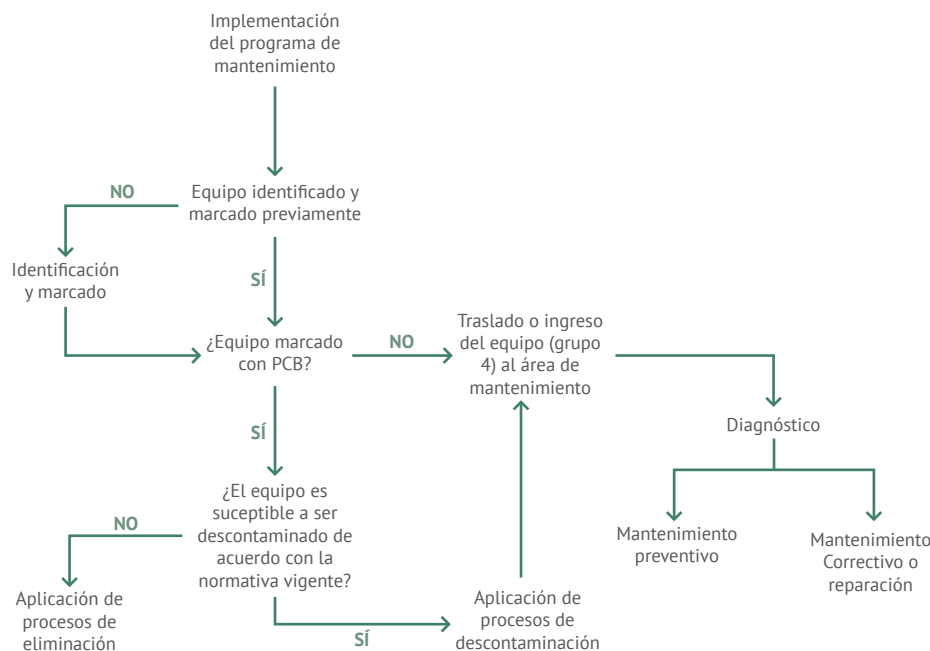 Implementación
del programa de
mantenimiento
NO
Equipo identificado y
marcado previamente
Identificación
y marcado
SÍ
¿Equipo marcado
con PCB?
NO
Traslado o ingreso
del equipo (grupo
4) al área de
mantenimiento
SÍ
Diagnóstico
¿El equipo es
suceptible a ser
descontaminado de
acuerdo con la
normativa vigente?
NO
Mantenimiento
preventivo
Mantenimiento
Correctivo o
reparación
Aplicación de
procesos de
eliminación
SÍ
Aplicación de
procesos de
descontaminación